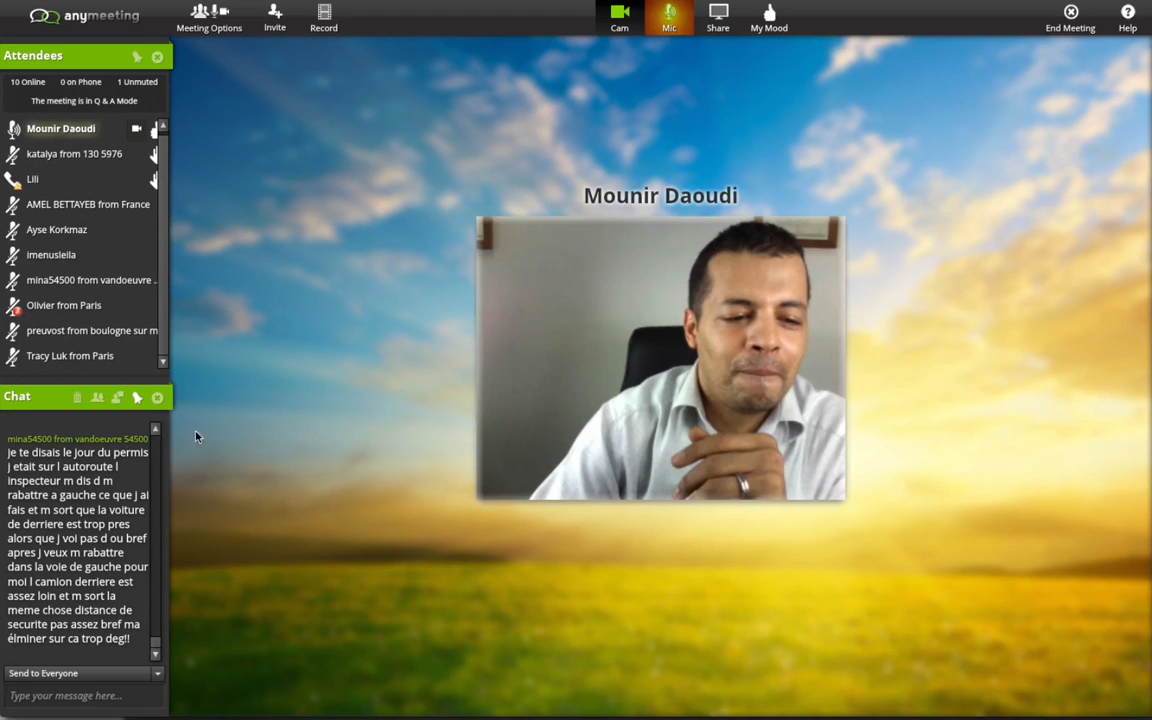 anymeeting
Meeting Options
Invite
Record
Cam
Mic
Share
My Mood
End Meeting
Help
Attendees
10 Online 0 on Phone 1 Unmuted
The meeting is in Q & A Mode
Mounir Daoudi
katalya from 130 5976
Lili
AMEL BETTAYEB from France
Ayse Korkmaz
imenusleila
mina54500 from vandoeuvre ..
Olivier from Paris
preuvost from boulogne sur m
Tracy Luk from Paris
Chat
mina54500 from vandoeuvre 54500
je te disais le jour du permis
j etait sur l autoroute l
inspecteur m dis d m
rabattre a gauche ce que j ai
fais et m sort que la voiture
de derriere est trop pres
alors que j voi pas d ou bref
apres j veux m rabattre
dans la voie de gauche pour
moi l camion derriere est
assez loin et m sort la
meme chose distance de
securite pas assez bref ma
élminer sur ca trop deg!!
Send to Everyone
Type your message here...
Mounir Daoudi